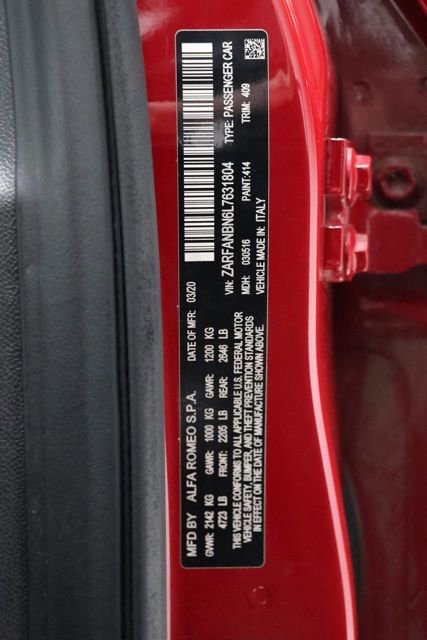 MFD BY ALFA ROMEO S.P.A. DATE OF MFR: 03/20
GVWR: 2142 KG GAWR: 1000 KG GAWR: 1200 KG
4723 LB FRONT: 2205 LB REAR: 2646 LB
THIS VEHICLE CONFORMS TO ALL APPLICABLE U.S. FEDERAL MOTOR
VEHICLE SAFETY, BUMPER, AND THEFT PREVENTION STANDARDS
IN EFFECT ON THE DATE OF MANUFACTURE SHOWN ABOVE.
VIN: ZARFANBN6L7631804 TYPE: PASSENGER CAR
MDH: 030516 PAINT:414 TRIM: 409
VEHICLE MADE IN: ITALY